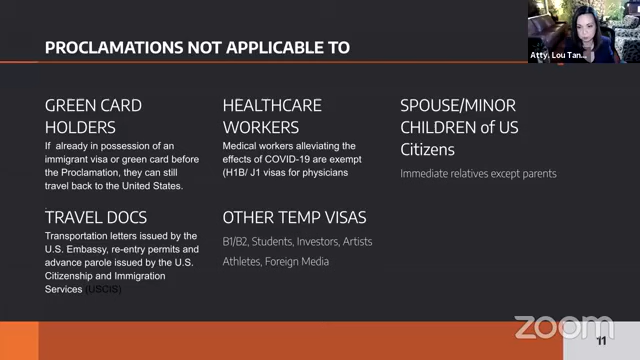 PROCLAMATIONS NOT APPLICABLE TO
Atty. Lou Tan...
GREEN CARD
HOLDERS
If already in possession of an
immigrant visa or green card before
the Proclamation, they can still
travel back to the United States.
HEALTHCARE
WORKERS
Medical workers alleviating the
effects of COVID-19 are exempt
(H1B/ J1 visas for physicians
SPOUSE/MINOR
CHILDREN of US
Citizens
Immediate relatives except parents
TRAVEL DOCS
Transportation letters issued by the
U.S. Embassy, re-entry permits and
advance parole issued by the U.S.
Citizenship and Immigration
Services (USCIS)
OTHER TEMP VISAS
B1/B2, Students, Investors, Artists
Athletes, Foreign Media
zoom
11